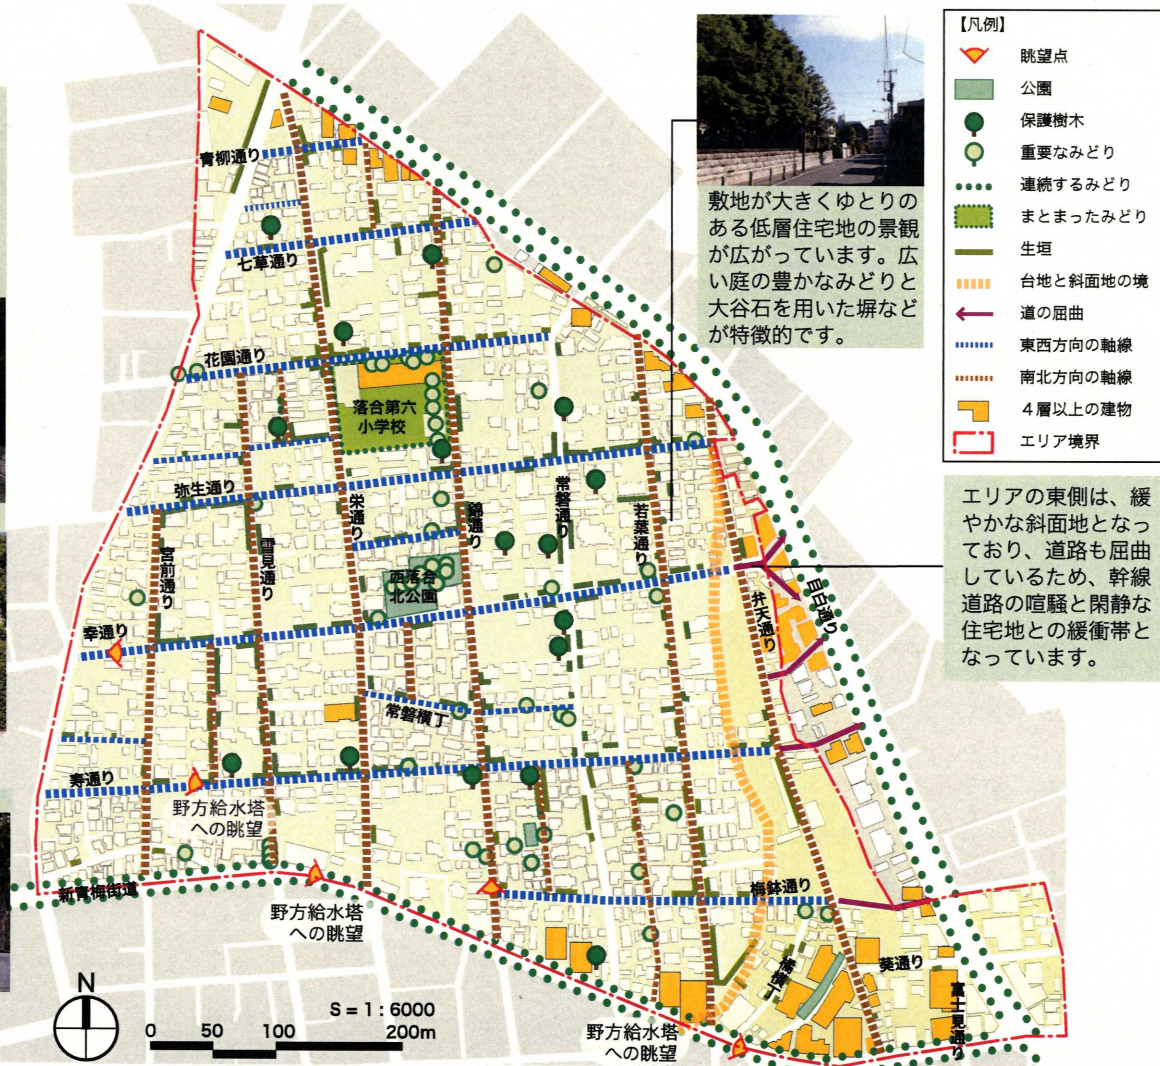 【凡例】
眺望点
公園
保護樹木
重要なみどり
連続するみどり
まとまったみどり
生垣
台地と斜面地の境
道の屈曲
東西方向の軸線
南北方向の軸線
4層以上の建物
エリア境界
敷地が大きくゆとりの
ある低層住宅地の景観
が広がっています。広
い庭の豊かなみどりと
大谷石を用いた塀など
が特徴的です。
エリアの東側は、緩
やかな斜面地となっ
ており、道路も屈曲
しているため、幹線
道路の喧騒と閑静な
住宅地との緩衝帯と
なっています。
青柳通り
七草通り
花園通り
落合第六
小学校
弥生通り
栄通り
錦通り
常磐通り
若葉通り
宮前通り
雪見通り
西落合
北公園
弁天通り
目白通り
幸通り
常磐横丁
寿通り
野方給水塔
への眺望
新青梅街道
野方給水塔
への眺望
梅鉢通り
橘横丁
葵通り
富士見通り
野方給水塔
への眺望
N
S = 1 : 6000
0 50 100 200m